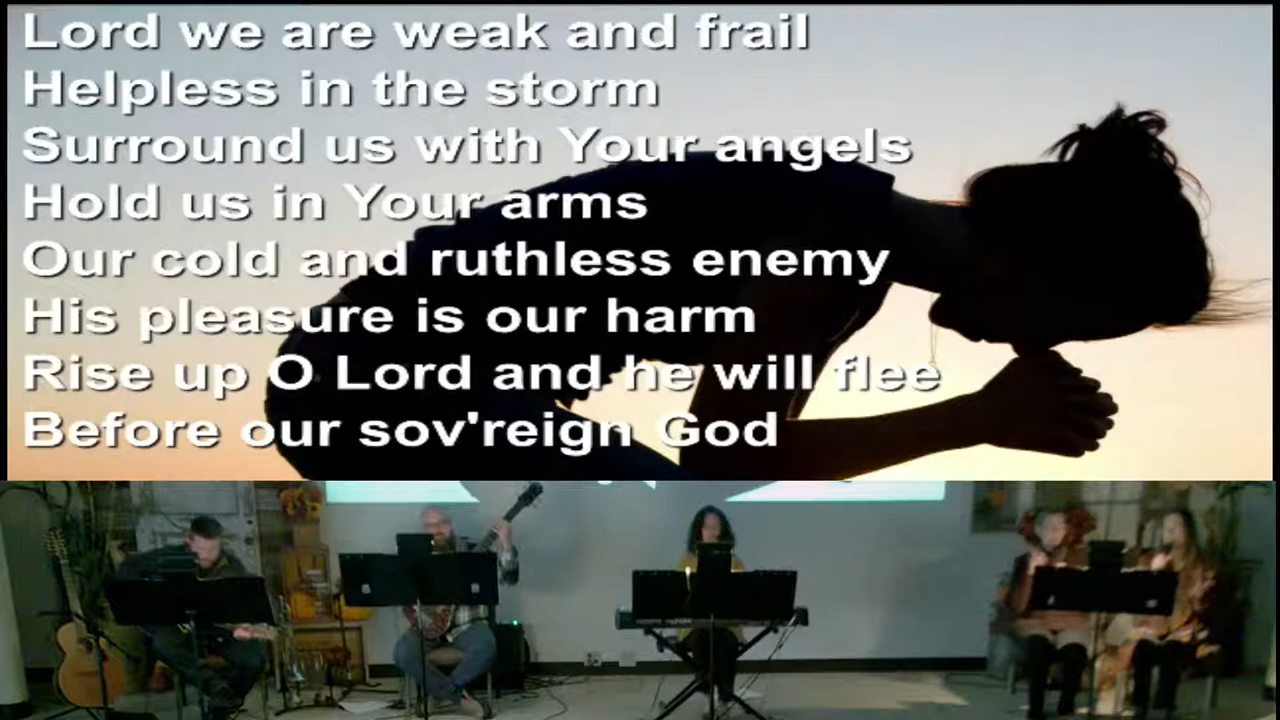 Lord we are weak and frail
Helpless in the storm
Surround us with Your angels
Hold us in Your arms
Our cold and ruthless enemy
His pleasure is our harm
Rise up O Lord and he will flee
Before our sov'reign God